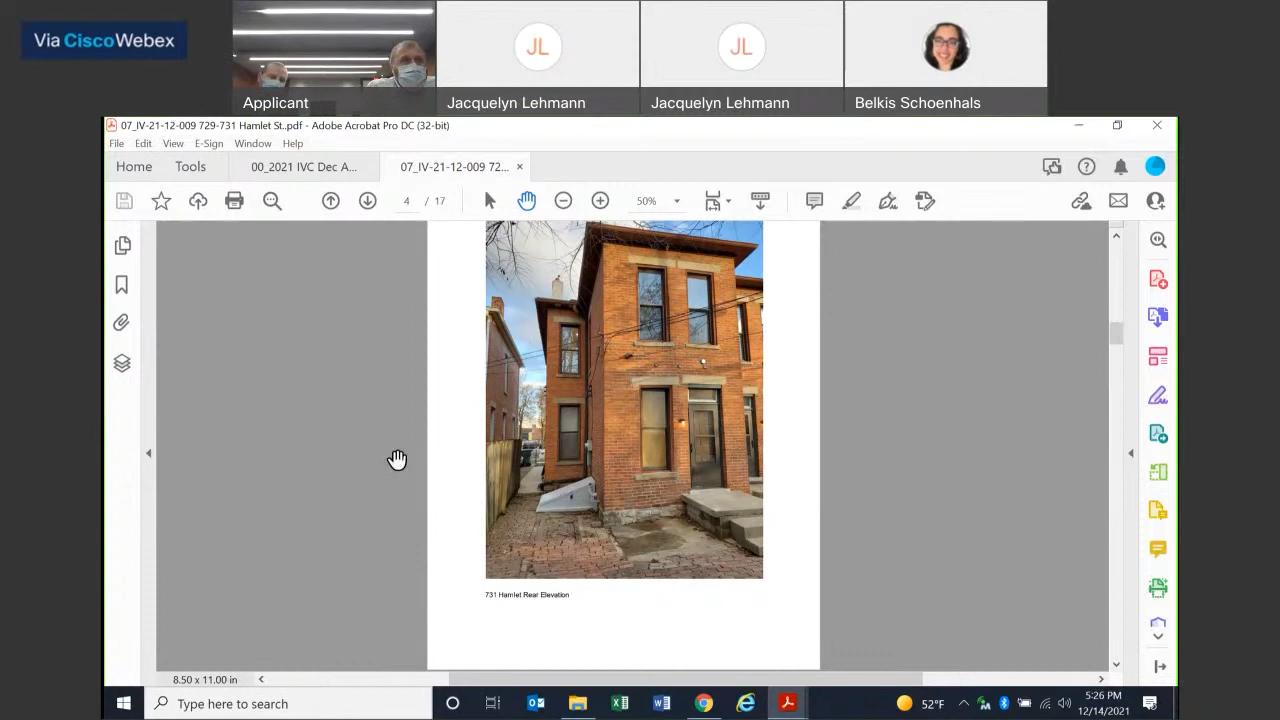 Via Cisco Webex
JL
JL
Applicant
Jacquelyn Lehmann
Jacquelyn Lehmann
Belkis Schoenhals
07_IV-21-12-009 729-731 Hamlet St..pdf - Adobe Acrobat Pro DC (32-bit)
File Edit View E-Sign Window Help
Home Tools 00_2021 IVC Dec A... 07_IV-21-12-009 72... ×
4 / 17 50%
731 Hamlet Rear Elevation
8.50 x 11.00 in
Type here to search
52°F
5:26 PM
12/14/2021